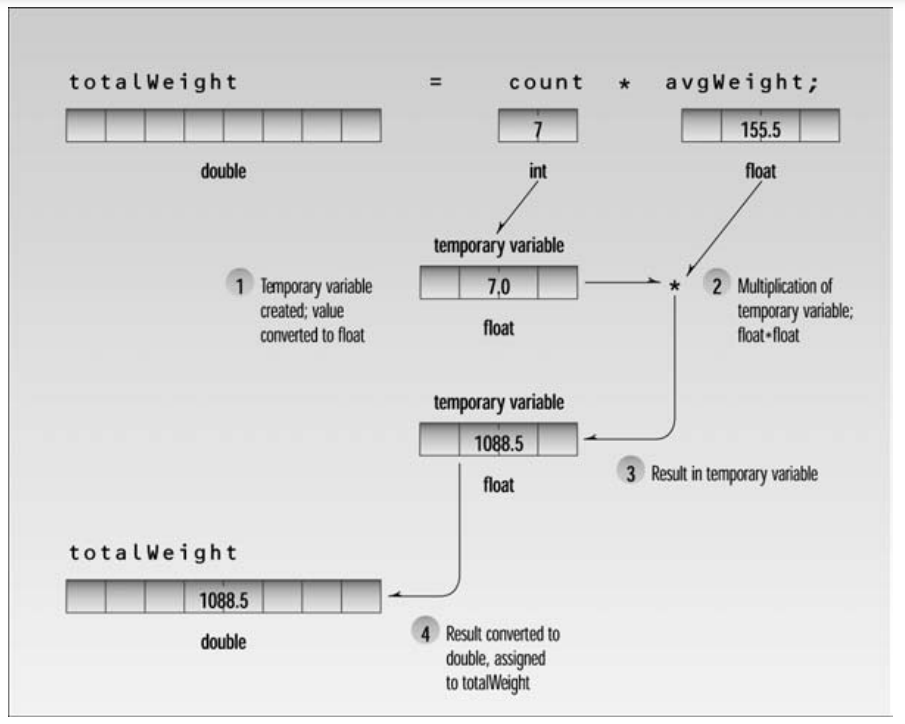 totalWeight = count * avgWeight;
7 155.5
double int float
temporary variable
1 Temporary variable
created; value
converted to float
7.0
float
*
2 Multiplication of
temporary variable;
float*float
temporary variable
1088.5
float
3 Result in temporary variable
totalWeight
1088.5
double
4 Result converted to
double, assigned
to totalWeight